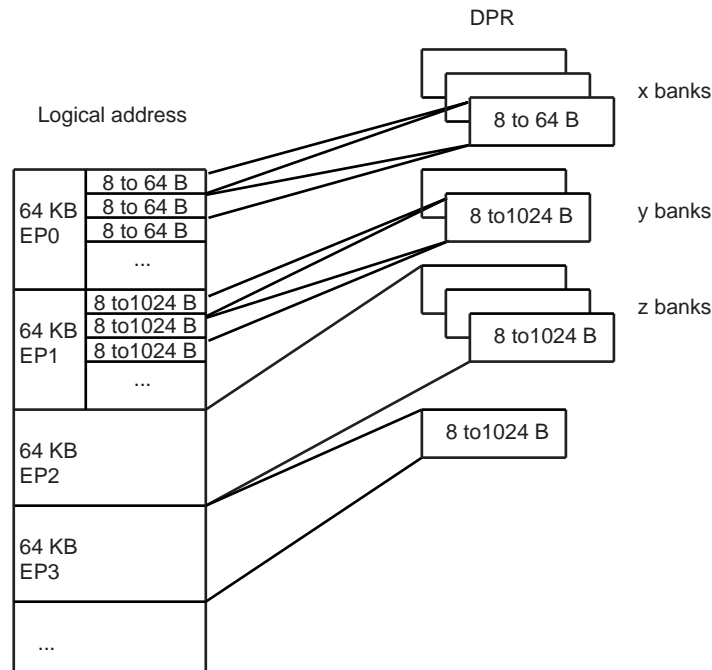 DPR
x banks
8 to 64 B
Logical address
64 KB
EP0
8 to 64 B
8 to 64 B
8 to 64 B
...
y banks
8 to1024 B
64 KB
EP1
8 to1024 B
8 to1024 B
8 to1024 B
...
z banks
8 to1024 B
64 KB
EP2
8 to1024 B
64 KB
EP3
...